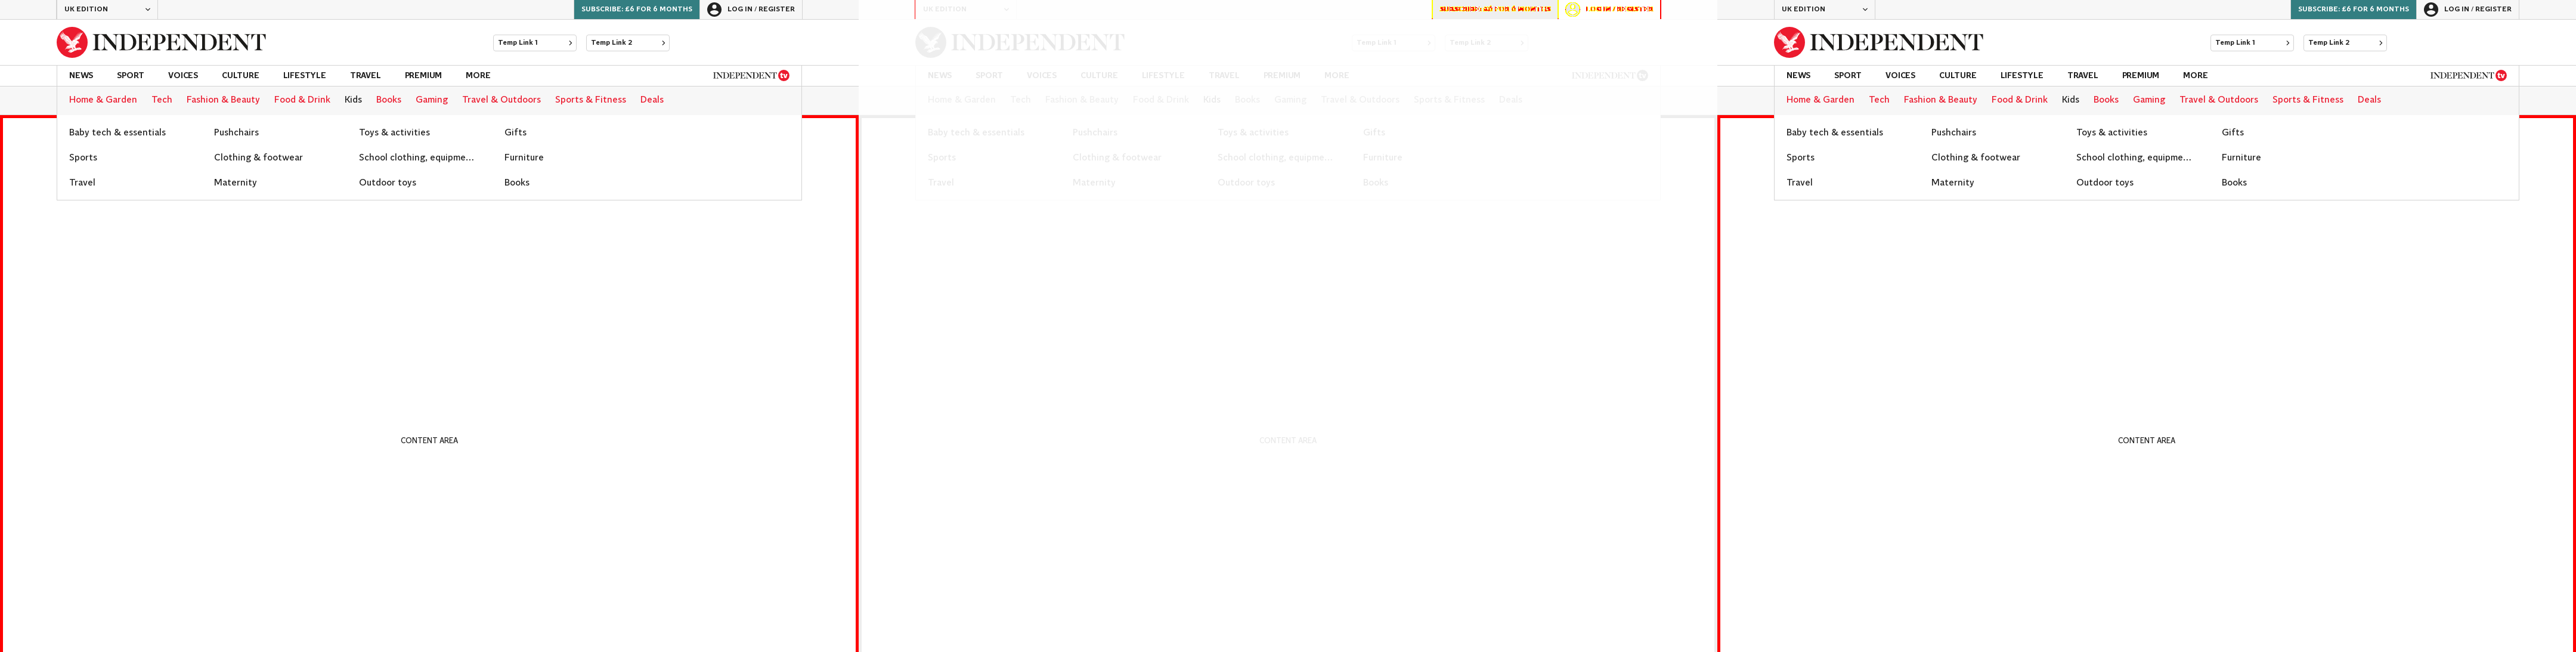 UK EDITION SUBSCRIBE: £6 FOR 6 MONTHS LOG IN / REGISTER
INDEPENDENT Temp Link 1 Temp Link 2
NEWS SPORT VOICES CULTURE LIFESTYLE TRAVEL PREMIUM MORE INDEPENDENT tv
Home & Garden Tech Fashion & Beauty Food & Drink Kids Books Gaming Travel & Outdoors Sports & Fitness Deals
Baby tech & essentials Pushchairs Toys & activities Gifts
Sports Clothing & footwear School clothing, equipme... Furniture
Travel Maternity Outdoor toys Books
CONTENT AREA
UK EDITION LOG IN / REGISTER
INDEPENDENT Temp Link 1 Temp Link 2
NEWS SPORT VOICES CULTURE LIFESTYLE TRAVEL PREMIUM MORE INDEPENDENT tv
Home & Garden Tech Fashion & Beauty Food & Drink Kids Books Gaming Travel & Outdoors Sports & Fitness Deals
Baby tech & essentials Pushchairs Toys & activities Gifts
Sports Clothing & footwear School clothing, equipme... Furniture
Travel Maternity Outdoor toys Books
CONTENT AREA
UK EDITION SUBSCRIBE: £6 FOR 6 MONTHS LOG IN / REGISTER
INDEPENDENT Temp Link 1 Temp Link 2
NEWS SPORT VOICES CULTURE LIFESTYLE TRAVEL PREMIUM MORE INDEPENDENT tv
Home & Garden Tech Fashion & Beauty Food & Drink Kids Books Gaming Travel & Outdoors Sports & Fitness Deals
Baby tech & essentials Pushchairs Toys & activities Gifts
Sports Clothing & footwear School clothing, equipme... Furniture
Travel Maternity Outdoor toys Books
CONTENT AREA